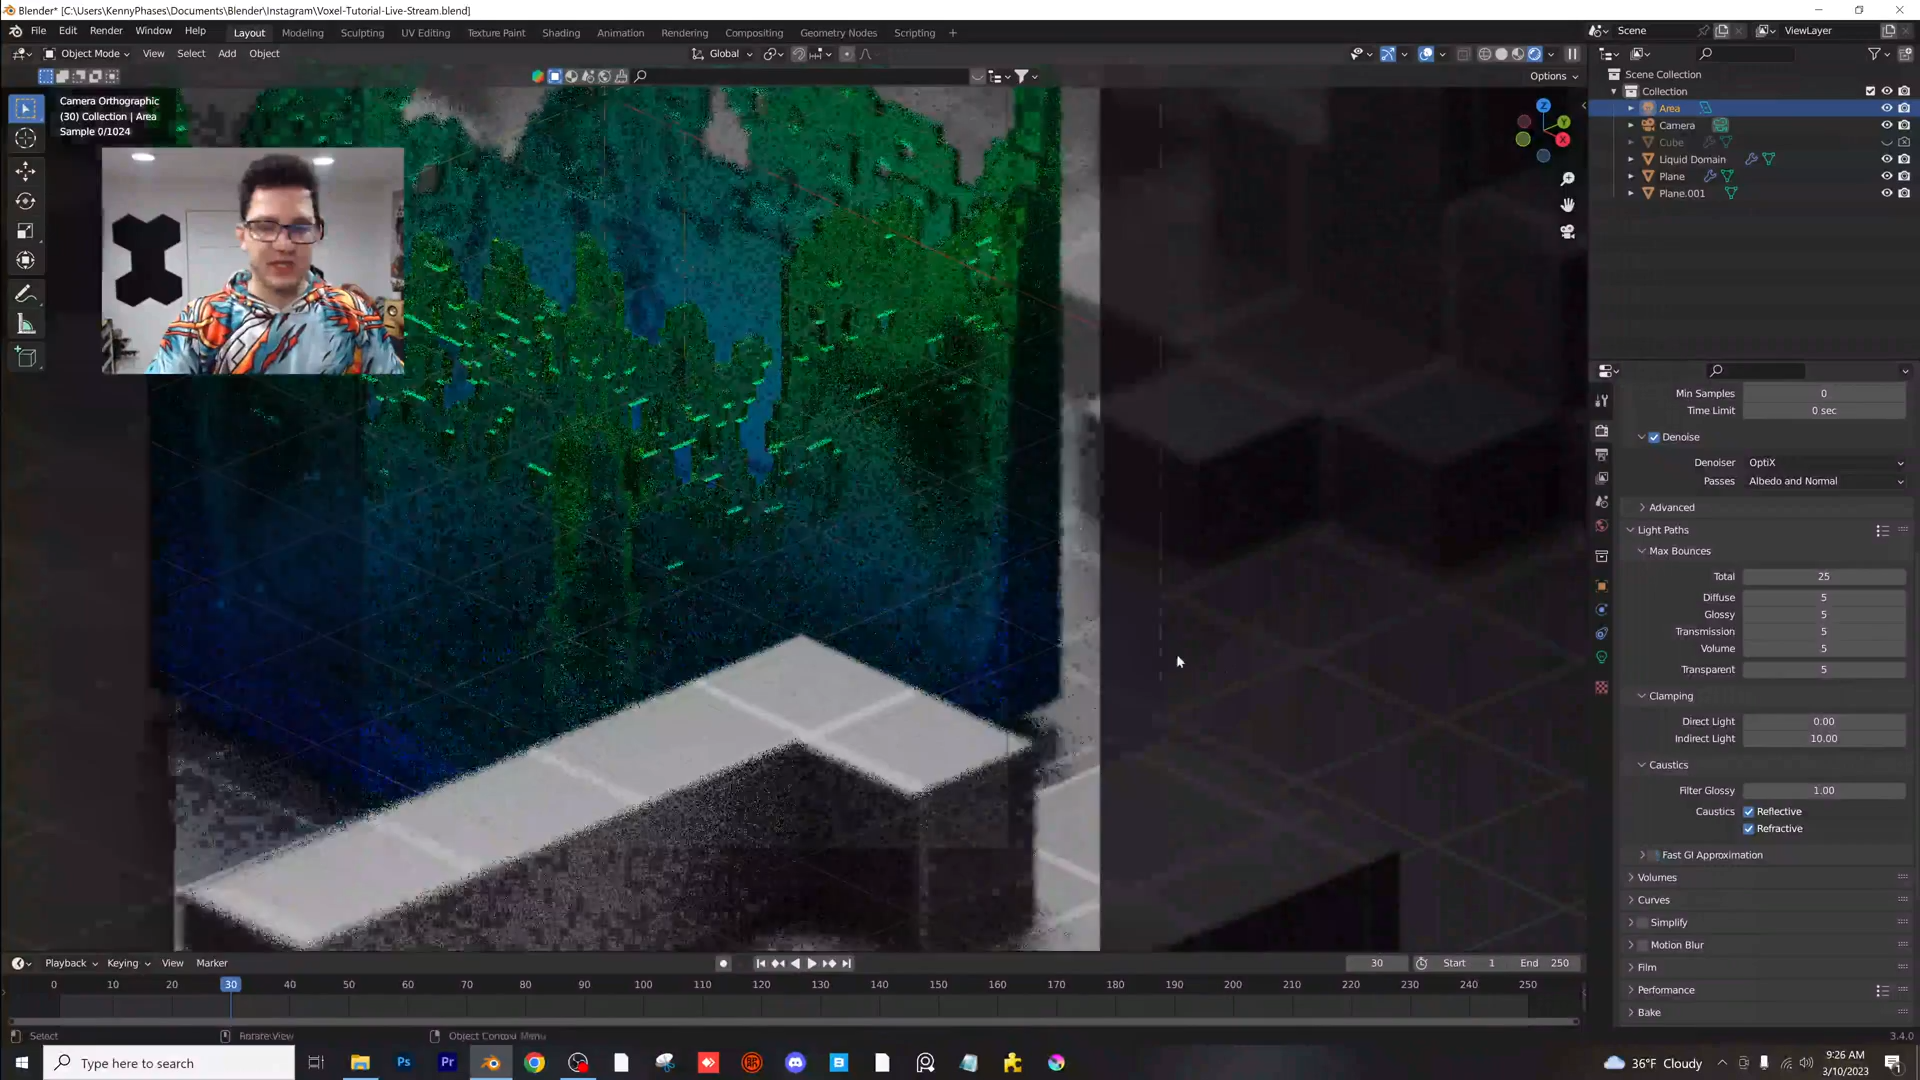 Blender* [C:\Users\KennyPhases\Documents\Blender\Instagram\Voxel-Tutorial-Live-Stream.blend]
File Edit Render Window Help Layout Modeling Sculpting UV Editing Texture Paint Shading Animation Rendering Compositing Geometry Nodes Scripting + Scene ViewLayer
Object Mode View Select Add Object Global
Options
Camera Orthographic
(30) Collection | Area
Sample 0/1024
Z
Y
X
Scene Collection
Collection
Area
Camera
Cube
Liquid Domain
Plane
Plane.001
Min Samples 0
Time Limit 0 sec
Denoise
Denoiser OptiX
Passes Albedo and Normal
Advanced
Light Paths
Max Bounces
Total 25
Diffuse 5
Glossy 5
Transmission 5
Volume 5
Transparent 5
Clamping
Direct Light 0.00
Indirect Light 10.00
Caustics
Filter Glossy 1.00
Caustics Reflective
Refractive
Fast GI Approximation
Volumes
Curves
Simplify
Motion Blur
Film
Performance
Bake
Playback Keying View Marker 30 Start 1 End 250
0 10 20 30 40 50 60 70 80 90 100 110 120 130 140 150 160 170 180 190 200 210 220 230 240 250
Select Rotate View Object Context Menu 3.4.0
Type here to search Ps Pr 36°F Cloudy 9:26 AM
3/10/2023